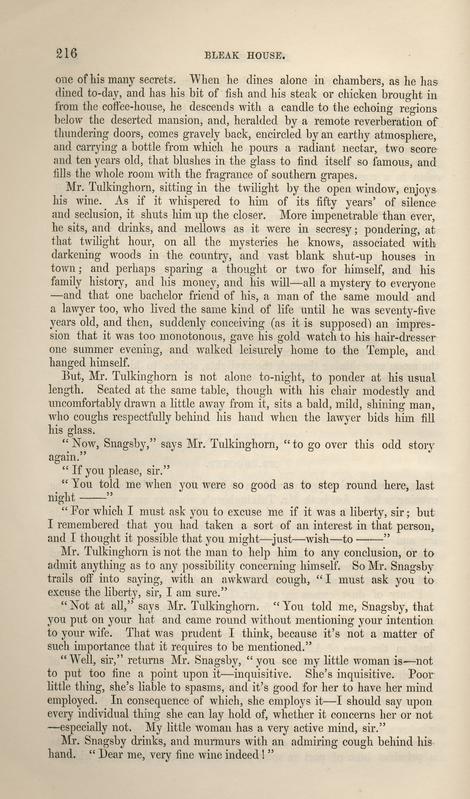 216 BLEAK HOUSE.
one of his many secrets. When he dines alone in chambers, as he has
dined to-day, and has his bit of fish and his steak or chicken brought in
from the coffee-house, he descends with a candle to the echoing regions
below the deserted mansion, and, heralded by a remote reverberation of
thundering doors, comes gravely back, encircled by an earthy atmosphere,
and carrying a bottle from which he pours a radiant nectar, two score
and ten years old, that blushes in the glass to find itself so famous, and
fills the whole room with the fragrance of southern grapes.
Mr. Tulkinghorn, sitting in the twilight by the open window, enjoys
his wine. As if it whispered to him of its fifty years' of silence
and seclusion, it shuts him up the closer. More impenetrable than ever,
he sits, and drinks, and mellows as it were in secresy; pondering, at
that twilight hour, on all the mysteries he knows, associated with
darkening woods in the country, and vast blank shut-up houses in
town; and perhaps sparing a thought or two for himself, and his
family history, and his money, and his will—all a mystery to everyone
—and that one bachelor friend of his, a man of the same mould and
a lawyer too, who lived the same kind of life until he was seventy-five
years old, and then, suddenly conceiving (as it is supposed) an impres-
sion that it was too monotonous, gave his gold watch to his hair-dresser
one summer evening, and walked leisurely home to the Temple, and
hanged himself.
But, Mr. Tulkinghorn is not alone to-night, to ponder at his usual
length. Seated at the same table, though with his chair modestly and
uncomfortably drawn a little away from it, sits a bald, mild, shining man,
who coughs respectfully behind his hand when the lawyer bids him fill
his glass.
"Now, Snagsby," says Mr. Tulkinghorn, "to go over this odd story
again."
"If you please, sir."
"You told me when you were so good as to step round here, last
night ——"
"For which I must ask you to excuse me if it was a liberty, sir; but
I remembered that you had taken a sort of an interest in that person,
and I thought it possible that you might—just—wish—to ——"
Mr. Tulkinghorn is not the man to help him to any conclusion, or to
admit anything as to any possibility concerning himself. So Mr. Snagsby
trails off into saying, with an awkward cough, "I must ask you to
excuse the liberty, sir, I am sure."
"Not at all," says Mr. Tulkinghorn. "You told me, Snagsby, that
you put on your hat and came round without mentioning your intention
to your wife. That was prudent I think, because it's not a matter of
such importance that it requires to be mentioned."
"Well, sir," returns Mr. Snagsby, "you see my little woman is—not
to put too fine a point upon it—inquisitive. She's inquisitive. Poor
little thing, she's liable to spasms, and it's good for her to have her mind
employed. In consequence of which, she employs it—I should say upon
every individual thing she can lay hold of, whether it concerns her or not
—especially not. My little woman has a very active mind, sir."
Mr. Snagsby drinks, and murmurs with an admiring cough behind his
hand. "Dear me, very fine wine indeed!"